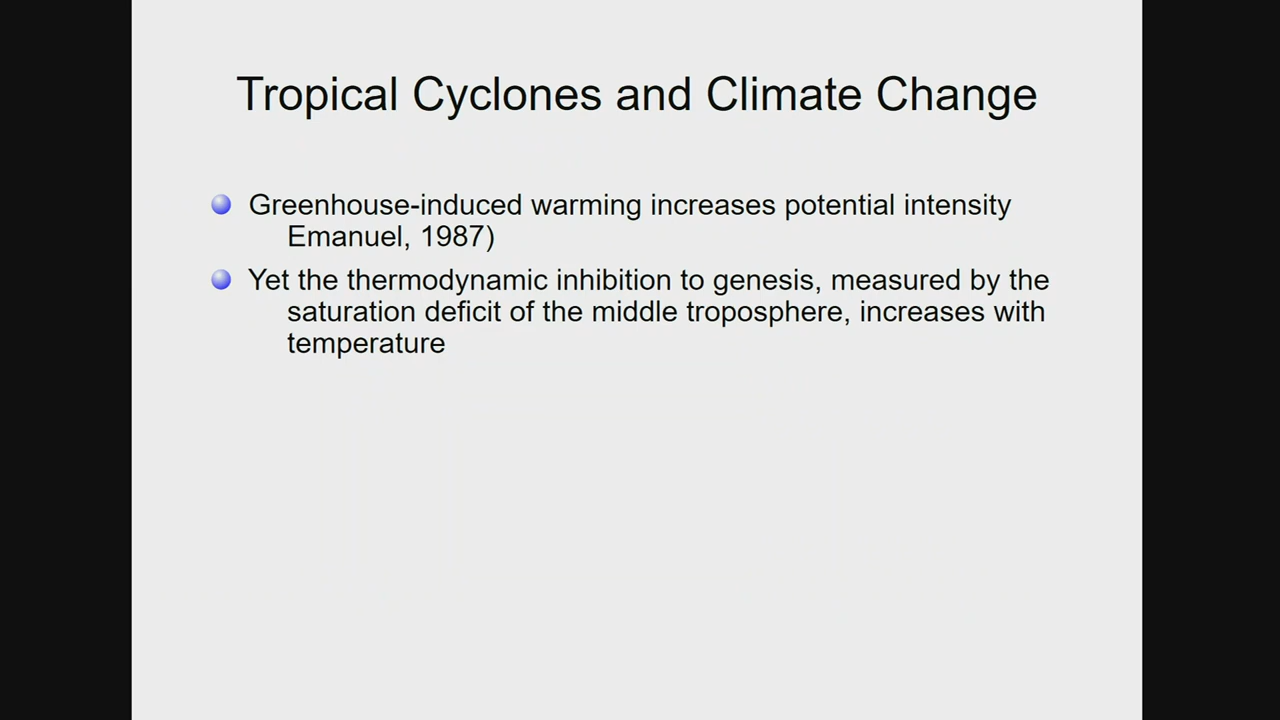 Tropical Cyclones and Climate Change
Greenhouse-induced warming increases potential intensity
Emanuel, 1987)
Yet the thermodynamic inhibition to genesis, measured by the
saturation deficit of the middle troposphere, increases with
temperature